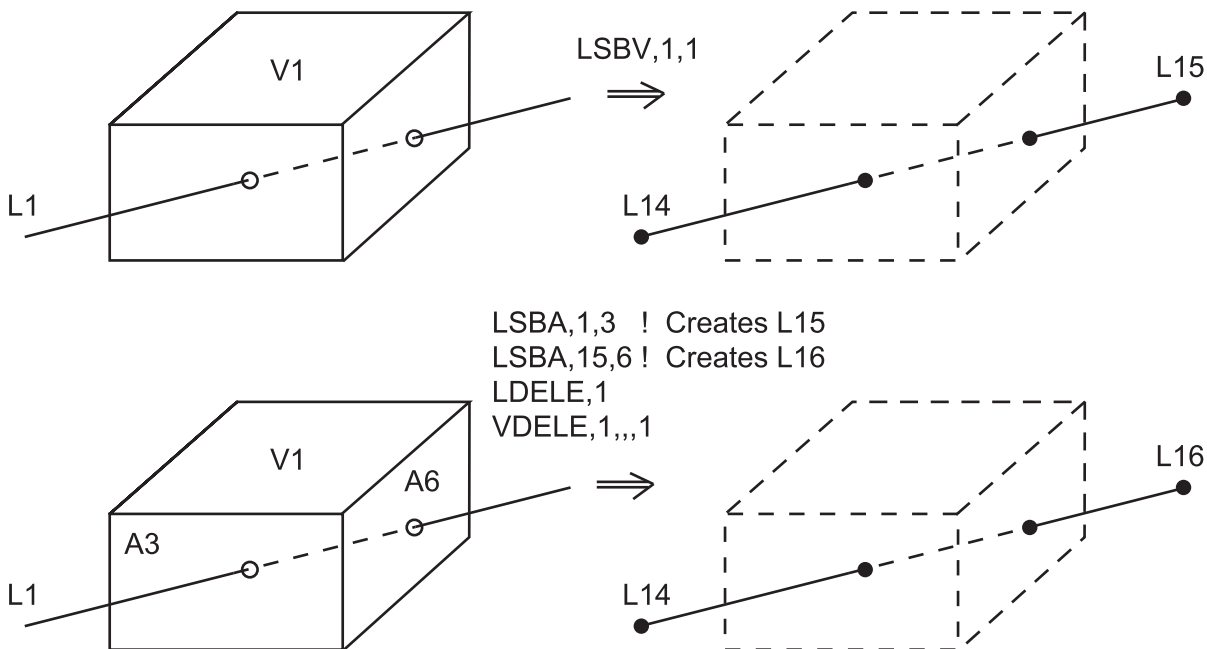 V1
LSBV,1,1
L15
L1
L14
LSBA,1,3 ! Creates L15
LSBA,15,6 ! Creates L16
LDELE,1
VDELE,1,,,1
V1
A6
L16
A3
L1
L14